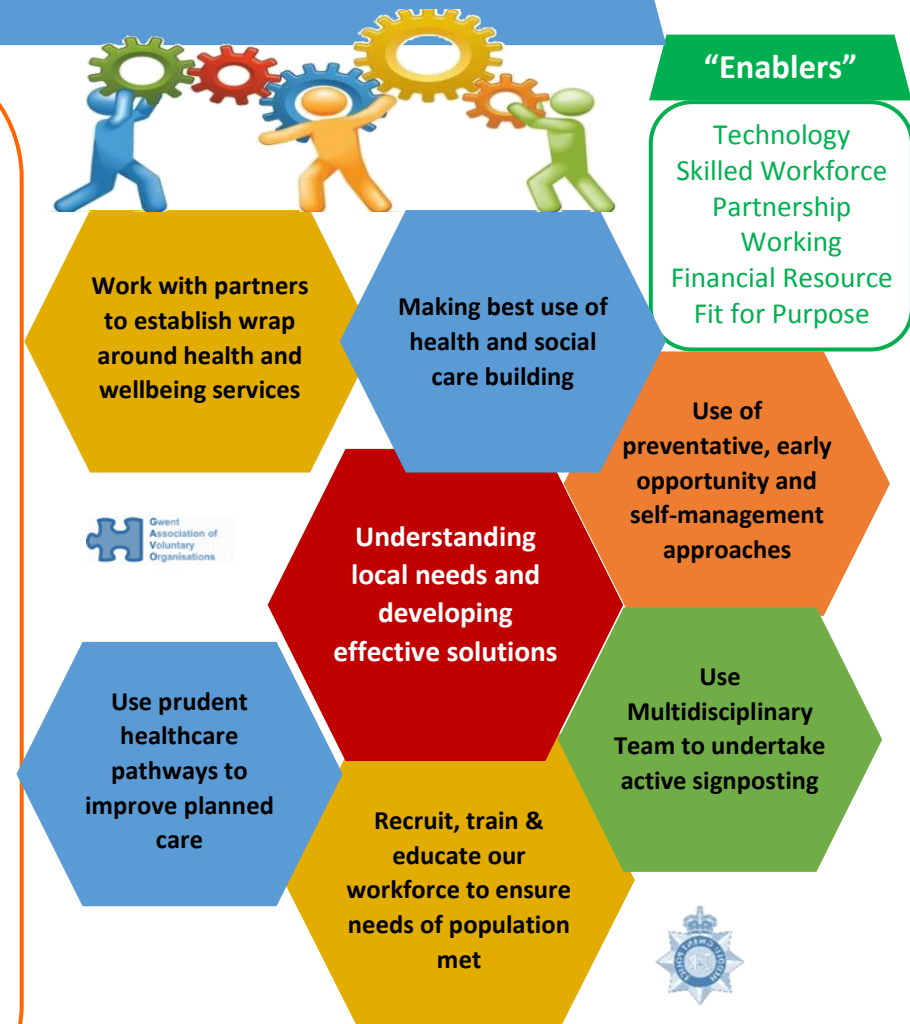 “Enablers”
Technology
Skilled Workforce
Partnership
Working
Financial Resource
Fit for Purpose
Work with partners
to establish wrap
around health and
wellbeing services
Making best use of
health and social
care building
Use of
preventative, early
opportunity and
self-management
approaches
Gwent
Association of
Voluntary
Organisations
Understanding
local needs and
developing
effective solutions
Use prudent
healthcare
pathways to
improve planned
care
Use
Multidisciplinary
Team to undertake
active signposting
Recruit, train &
educate our
workforce to ensure
needs of population
met